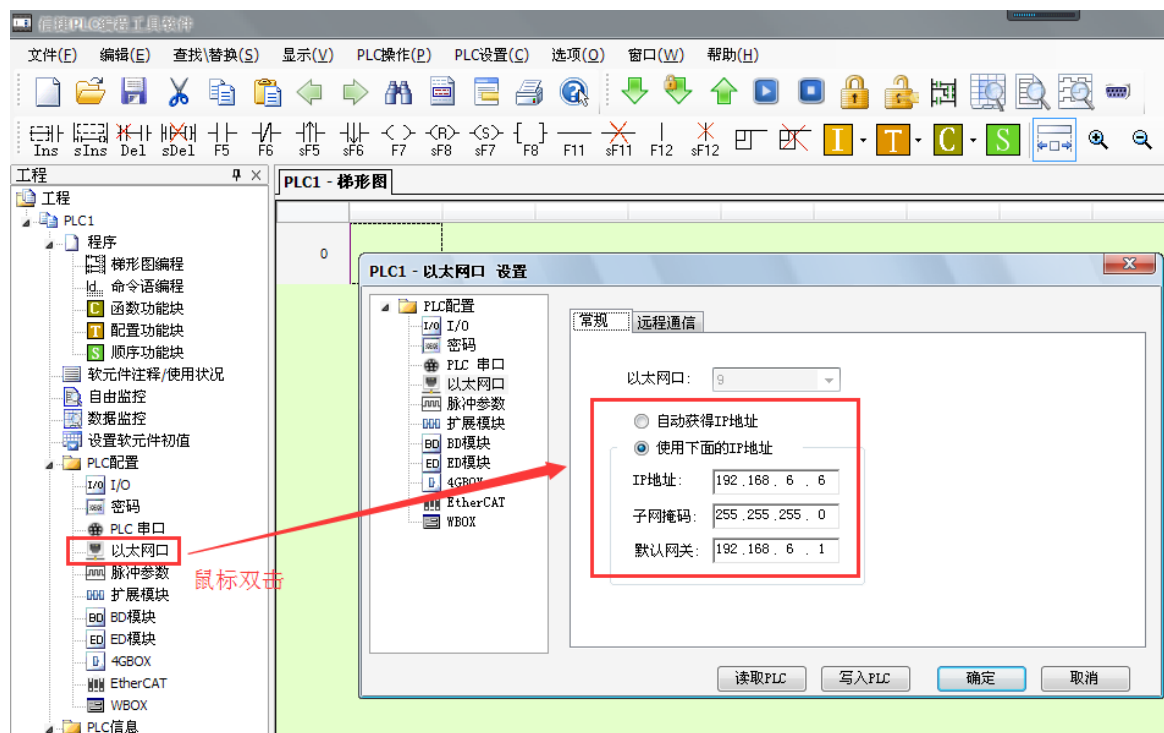 信捷PLC编程工具软件
文件(F) 编辑(E) 查找\替换(S) 显示(V) PLC操作(P) PLC设置(C) 选项(O) 窗口(W) 帮助(H)
Ins sIns Del sDel F5 F6 sF5 sF6 F7 sF8 sF7 F8 F11 sF11 F12 sF12 I T C S
工程
PLC1 - 梯形图
工程
PLC1
程序
梯形图编程
命令语编程
函数功能块
配置功能块
顺序功能块
软元件注释/使用状况
自由监控
数据监控
设置软元件初值
PLC配置
I/O
密码
PLC 串口
以太网口
脉冲参数
扩展模块
BD模块
ED模块
4GBOX
EtherCAT
WBOX
PLC信息
鼠标双击
0
PLC1 - 以太网口 设置
PLC配置
I/O
密码
PLC 串口
以太网口
脉冲参数
扩展模块
BD模块
ED模块
4GBOX
EtherCAT
WBOX
常规 远程通信
以太网口: 9
自动获得IP地址
使用下面的IP地址
IP地址: 192 .168 . 6 . 6
子网掩码: 255 .255 .255 . 0
默认网关: 192 .168 . 6 . 1
读取PLC 写入PLC 确定 取消